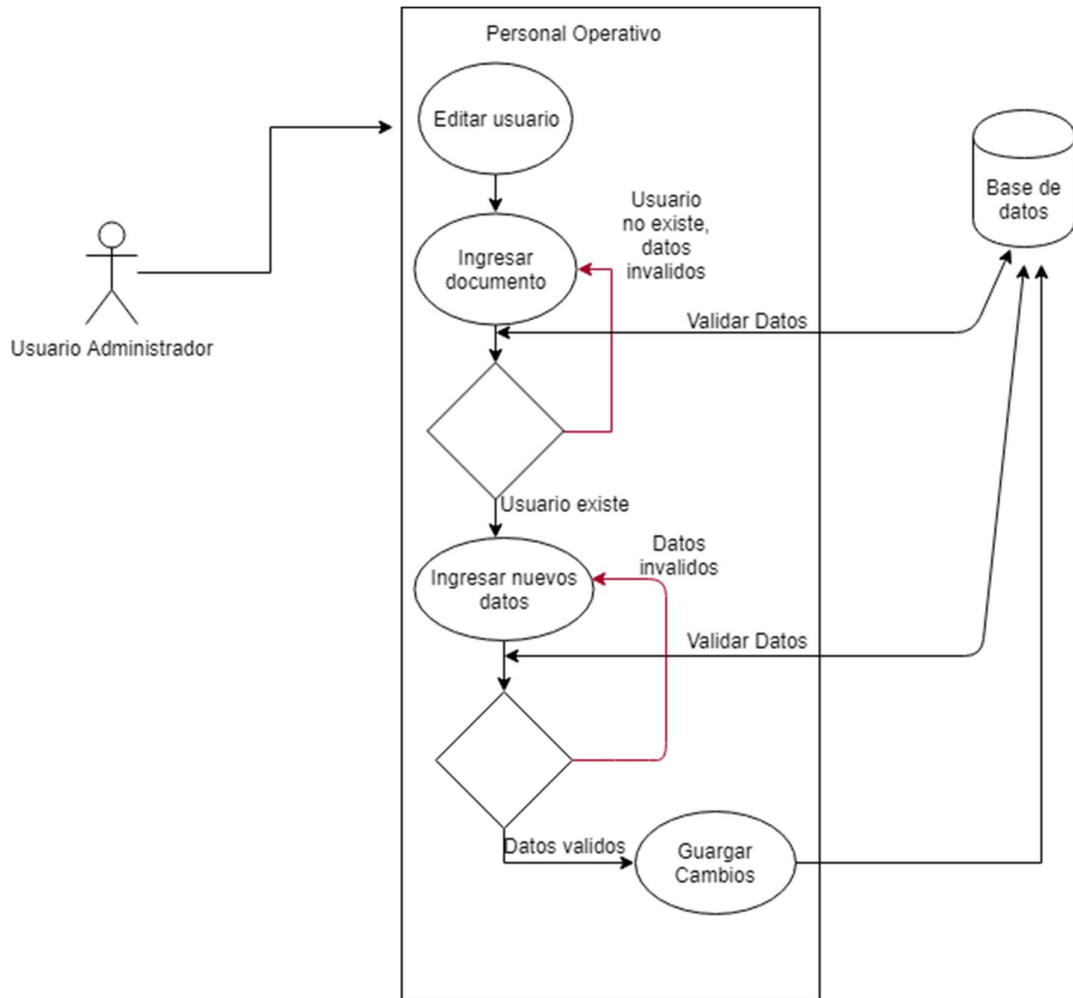 Personal Operativo
Editar usuario
Usuario
no existe,
datos
invalidos
Ingresar
documento
Base de
datos
Validar Datos
Usuario Administrador
Usuario existe
Datos
invalidos
Ingresar nuevos
datos
Validar Datos
Datos validos
Guargar
Cambios